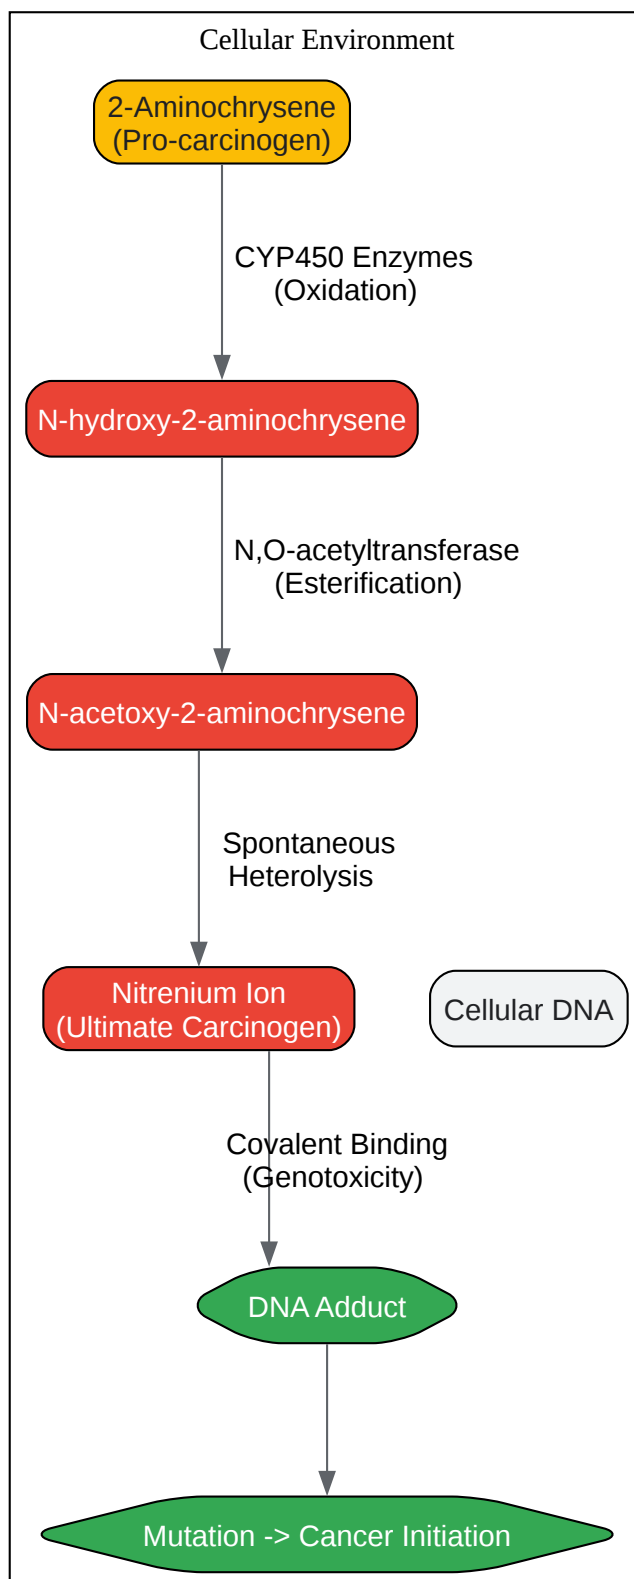 Cellular Environment
2-Aminochrysene
(Pro-carcinogen)
CYP450 Enzymes
(Oxidation)
N-hydroxy-2-aminochrysene
N,O-acetyltransferase
(Esterification)
N-acetoxy-2-aminochrysene
Spontaneous
Heterolysis
Nitrenium Ion
(Ultimate Carcinogen)
Cellular DNA
Covalent Binding
(Genotoxicity)
DNA Adduct
Mutation -> Cancer Initiation